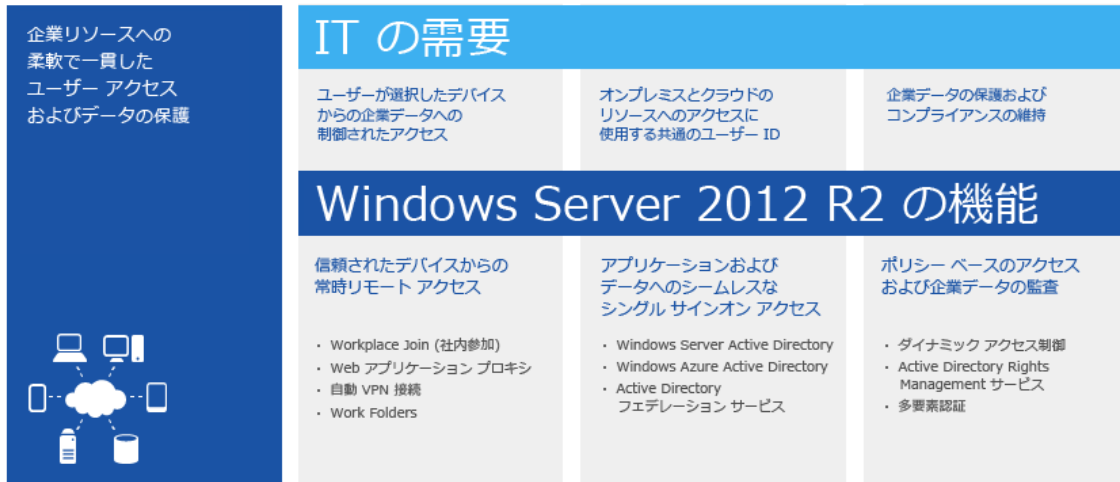 企業リソースへの
柔軟で一貫した
ユーザー アクセス
およびデータの保護
IT の需要
ユーザーが選択したデバイス
からの企業データへの
制御されたアクセス
オンプレミスとクラウドの
リソースへのアクセスに
使用する共通のユーザー ID
企業データの保護および
コンプライアンスの維持
Windows Server 2012 R2 の機能
信頼されたデバイスからの
常時リモート アクセス
・ Workplace Join (社内参加)
・ Web アプリケーション プロキシ
・ 自動 VPN 接続
・ Work Folders
アプリケーションおよび
データへのシームレスな
シングル サインオン アクセス
・ Windows Server Active Directory
・ Windows Azure Active Directory
・ Active Directory
フェデレーション サービス
ポリシー ベースのアクセス
および企業データの監査
・ ダイナミック アクセス制御
・ Active Directory Rights
Management サービス
・ 多要素認証